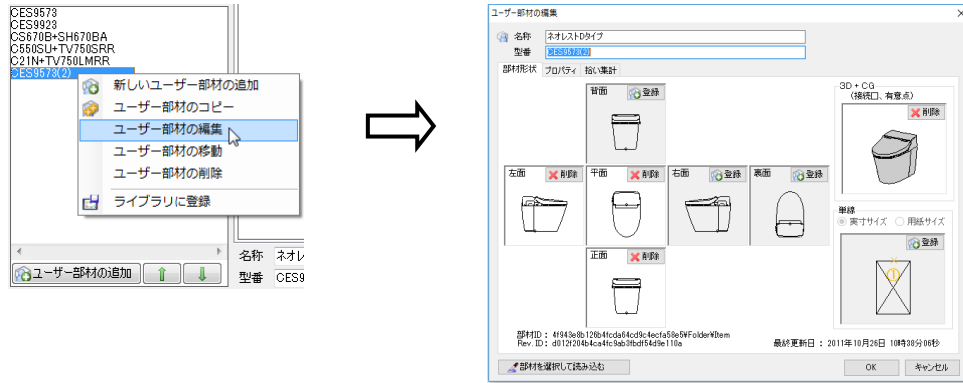 CES9573
CES9923
CS670B+SH670BA
C550SU+TV750SRR
C21N+TV750LMRR
CES9573(2)
新しいユーザー部材の追加
ユーザー部材のコピー
ユーザー部材の編集
ユーザー部材の移動
ユーザー部材の削除
ライブラリに登録
ユーザー部材の追加
名称 ネオレ
型番 CES9
ユーザー部材の編集
名称 ネオレストDタイプ
型番 CES9573(2)
部材形状 プロパティ 拾い集計
背面 登録
左面 削除
平面 削除
右面 登録
裏面 登録
正面 削除
3D + CG
(接続口、有意点)
削除
単線
実寸サイズ 用紙サイズ
登録
①
部材ID : 4f943e8b126b4fcda64cd9c4ecfa58e5¥Folder¥Item
Rev. ID : d012f204b4ca4fc9ab3fbdf54d9e110a
最終更新日 : 2011年10月26日 10時38分06秒
部材を選択して読み込む
OK キャンセル